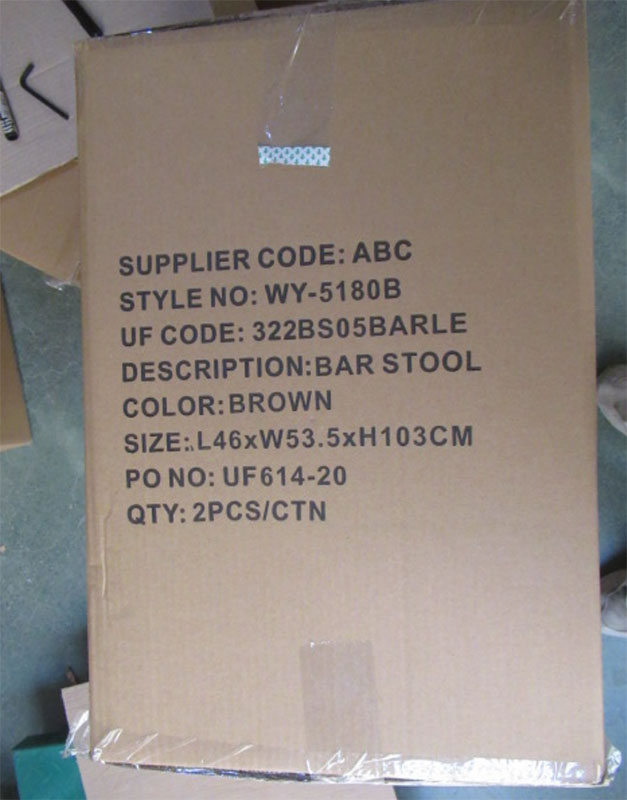 SUPPLIER CODE: ABC
STYLE NO: WY-5180B
UF CODE: 322BS05BARLE
DESCRIPTION:BAR STOOL
COLOR:BROWN
SIZE:.L46xW53.5xH103CM
PO NO: UF614-20
QTY: 2PCS/CTN